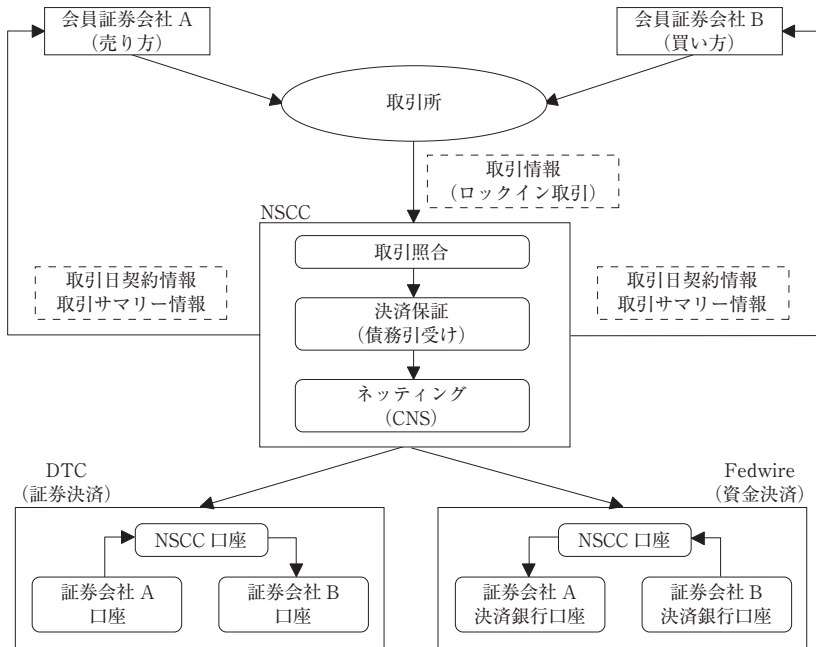 会員証券会社 A
（売り方）
会員証券会社 B
（買い方）
取引所
取引情報
（ロックイン取引）
NSCC
取引照合
取引日契約情報
取引サマリー情報
決済保証
（債務引受け）
取引日契約情報
取引サマリー情報
ネッティング
（CNS）
DTC
（証券決済）
Fedwire
（資金決済）
NSCC 口座
証券会社 A
口座
証券会社 B
口座
NSCC 口座
証券会社 A
決済銀行口座
証券会社 B
決済銀行口座